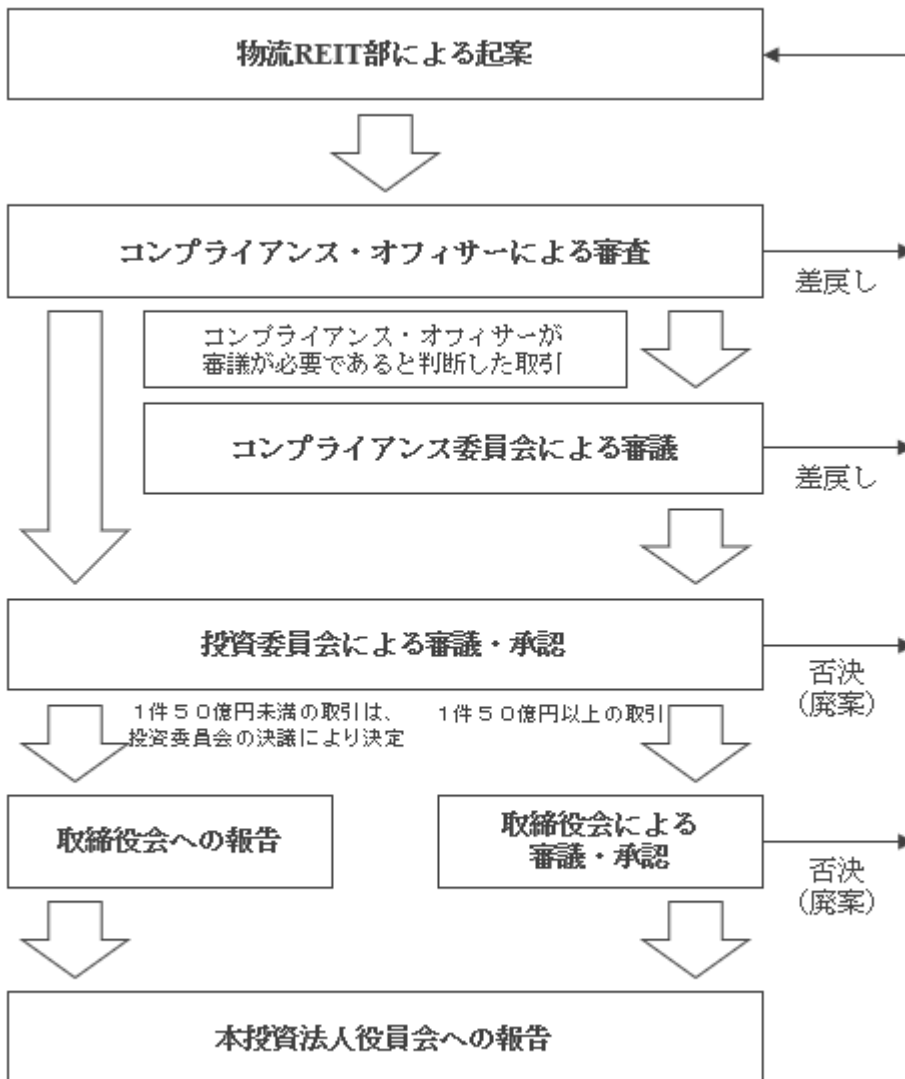 物流REIT部による起案
コンプライアンス・オフィサーによる審査
差戻し
コンプライアンス・オフィサーが
審議が必要であると判断した取引
コンプライアンス委員会による審議
差戻し
投資委員会による審議・承認
否決
(廃案)
1件50億円未満の取引は、
投資委員会の決議により決定
1件50億円以上の取引
取締役会への報告
取締役会による
審議・承認
否決
(廃案)
本投資法人役員会への報告